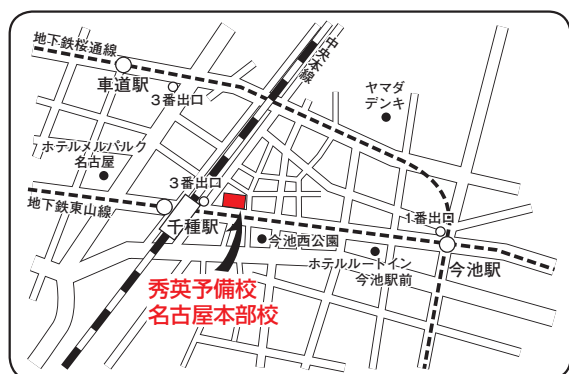 地下鉄桜通線
車道駅
3番出口
中央本線
ヤマダ
デンキ
ホテルメルパルク
名古屋
3番出口
地下鉄東山線
千種駅
1番出口
今池西公園
ホテルルートイン
今池駅前
今池駅
秀英予備校
名古屋本部校